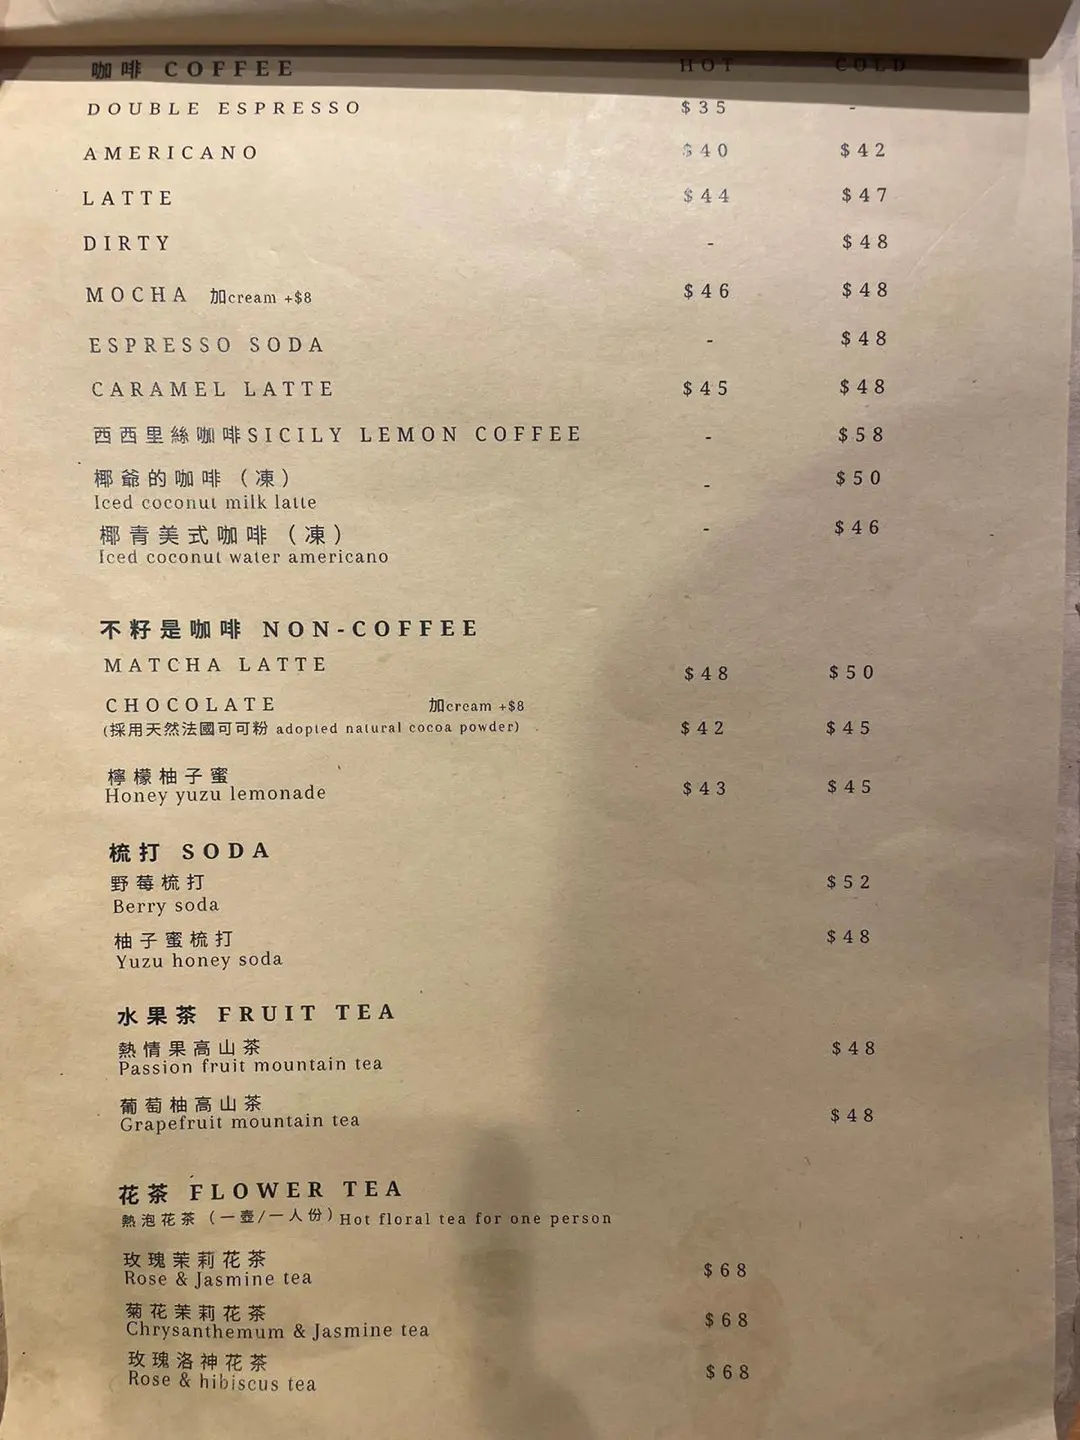 咖啡 COFFEE HOT COLD
DOUBLE ESPRESSO $35 -
AMERICANO $40 $42
LATTE $44 $47
DIRTY - $48
MOCHA 加cream +$8 $46 $48
ESPRESSO SODA - $48
CARAMEL LATTE $45 $48
西西里絲咖啡SICILY LEMON COFFEE - $58
椰爺的咖啡（凍） - $50
Iced coconut milk latte
椰青美式咖啡（凍） - $46
Iced coconut water americano
不籽是咖啡 NON-COFFEE
MATCHA LATTE $48 $50
CHOCOLATE 加cream +$8
(採用天然法國可可粉 adopted natural cocoa powder) $42 $45
檸檬柚子蜜
Honey yuzu lemonade $43 $45
梳打 SODA
野莓梳打 $52
Berry soda
柚子蜜梳打 $48
Yuzu honey soda
水果茶 FRUIT TEA
熱情果高山茶 $48
Passion fruit mountain tea
葡萄柚高山茶
Grapefruit mountain tea $48
花茶 FLOWER TEA
熱泡花茶（一壺/一人份）Hot floral tea for one person
玫瑰茉莉花茶
Rose & Jasmine tea $68
菊花茉莉花茶
Chrysanthemum & Jasmine tea $68
玫瑰洛神花茶
Rose & hibiscus tea $68